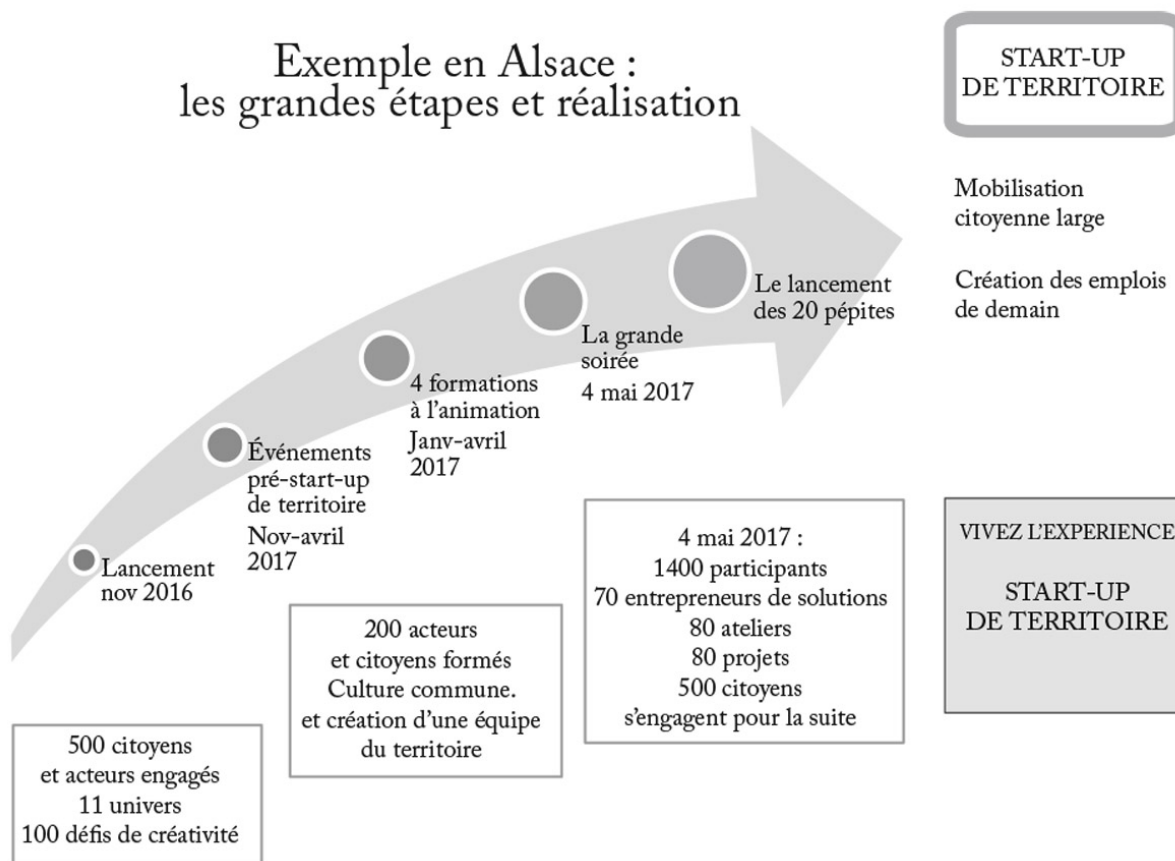 Exemple en Alsace :
les grandes étapes et réalisation
START-UP
DE TERRITOIRE
Mobilisation
citoyenne large
Création des emplois
de demain
Le lancement
des 20 pépites
La grande
soirée
4 mai 2017
4 formations
à l'animation
Janv-avril
2017
Événements
pré-start-up
de territoire
Nov-avril
2017
Lancement
nov 2016
500 citoyens
et acteurs engagés
11 univers
100 défis de créativité
200 acteurs
et citoyens formés
Culture commune.
et création d'une équipe
du territoire
4 mai 2017 :
1400 participants
70 entrepreneurs de solutions
80 ateliers
80 projets
500 citoyens
s'engagent pour la suite
VIVEZ L'EXPERIENCE
START-UP
DE TERRITOIRE